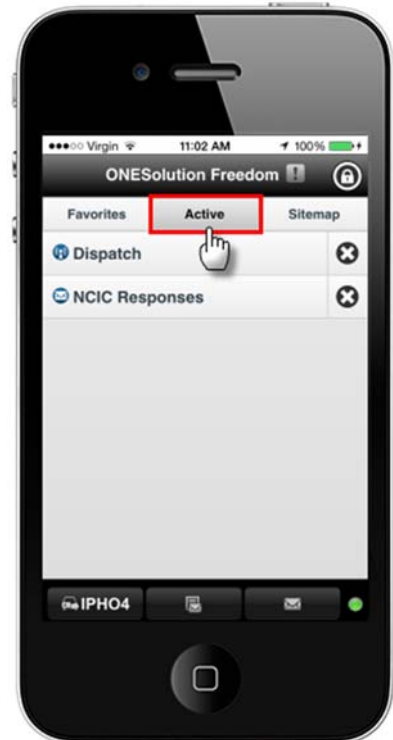 Virgin 11:02 AM 100%
ONESolution Freedom !
Favorites Active Sitemap
Dispatch
NCIC Responses
IPHO4